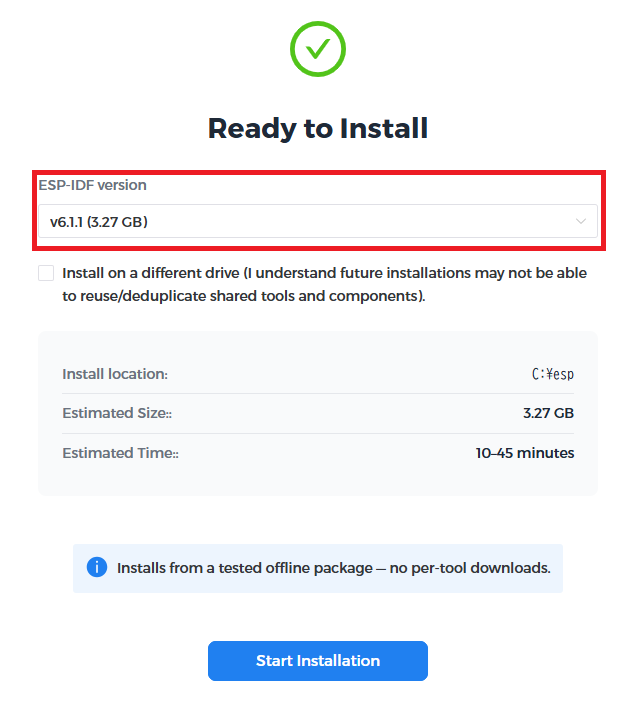 Ready to Install
ESP-IDF version
v6.1.1 (3.27 GB)
Install on a different drive (I understand future installations may not be able
to reuse/deduplicate shared tools and components).
Install location: C:¥esp
Estimated Size:: 3.27 GB
Estimated Time:: 10–45 minutes
Installs from a tested offline package — no per-tool downloads.
Start Installation